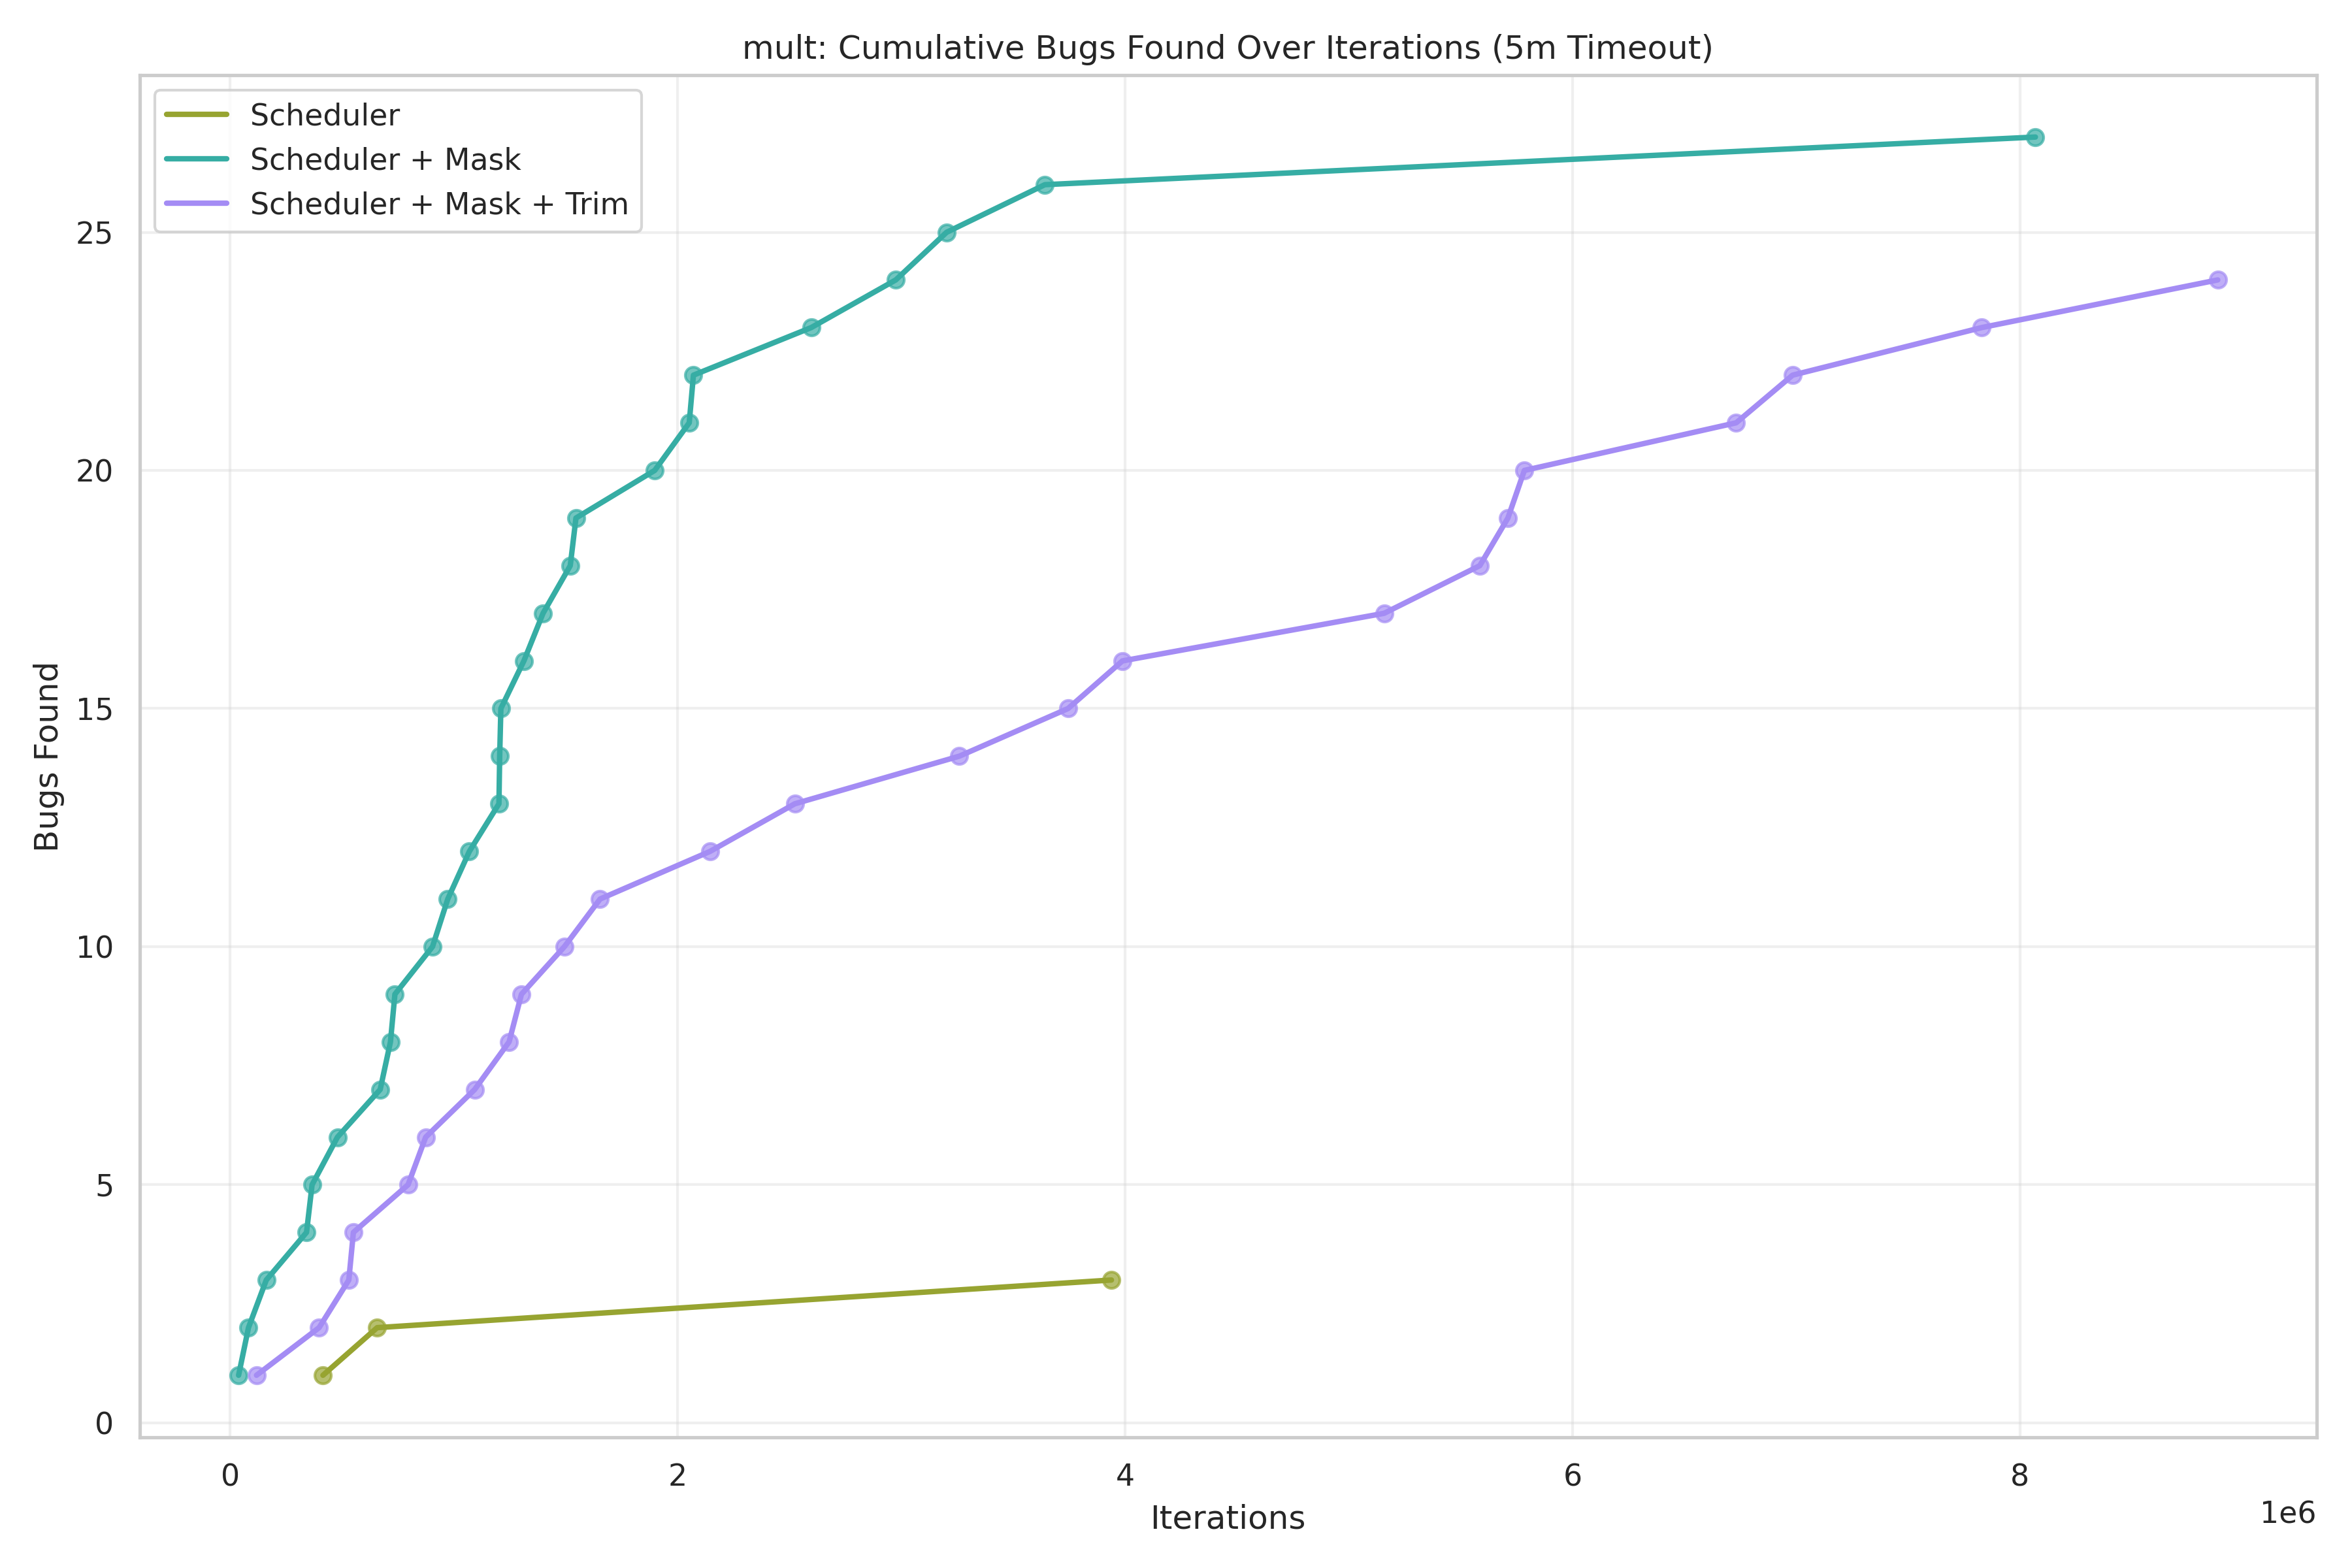 mult: Cumulative Bugs Found Over Iterations (5m Timeout)
Scheduler
Scheduler + Mask
Scheduler + Mask + Trim
Bugs Found
25
20
15
10
5
0
0 2 4 6 8
Iterations
1e6